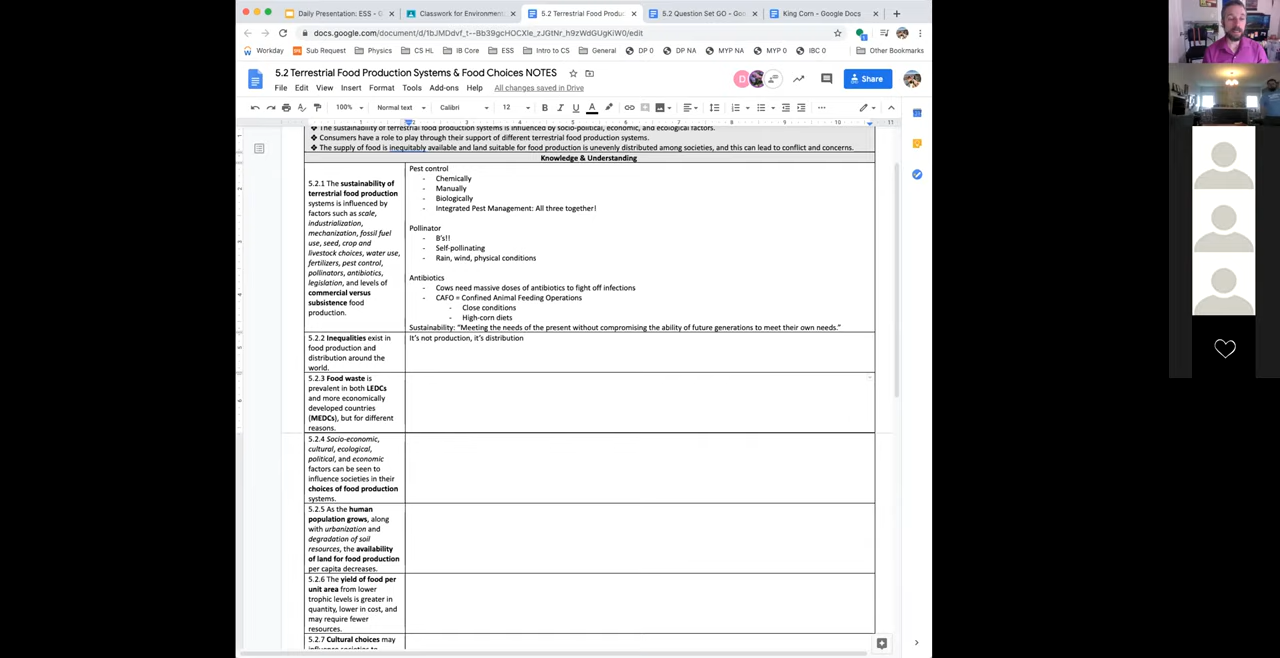 Daily Presentation: ESS - G
Classwork for Environment
5.2 Terrestrial Food Produc
5.2 Question Set GO - Goo
King Corn - Google Docs
docs.google.com/document/d/1bJMDdvf_t--Bb39gcHOCXle_zJGtNr_h9zWdGUgKiW0/edit
Workday
Sub Request
Physics
CS HL
IB Core
ESS
Intro to CS
General
DP 0
DP NA
MYP NA
MYP 0
IBC 0
Other Bookmarks
5.2 Terrestrial Food Production Systems & Food Choices NOTES
File Edit View Insert Format Tools Add-ons Help All changes saved in Drive
D
Share
100% Normal text Calibri 12 B I U A
❖ The sustainability of terrestrial food production systems is influenced by socio-political, economic, and ecological factors.
❖ Consumers have a role to play through their support of different terrestrial food production systems.
❖ The supply of food is inequitably available and land suitable for food production is unevenly distributed among societies, and this can lead to conflict and concerns.
Knowledge & Understanding
5.2.1 The sustainability of
terrestrial food production
systems is influenced by
factors such as scale,
industrialization,
mechanization, fossil fuel
use, seed, crop and
livestock choices, water use,
fertilizers, pest control,
pollinators, antibiotics,
legislation, and levels of
commercial versus
subsistence food
production.
Pest control
- Chemically
- Manually
- Biologically
- Integrated Pest Management: All three together!
Pollinator
- B's!!
- Self-pollinating
- Rain, wind, physical conditions
Antibiotics
- Cows need massive doses of antibiotics to fight off infections
- CAFO = Confined Animal Feeding Operations
- Close conditions
- High-corn diets
Sustainability: "Meeting the needs of the present without compromising the ability of future generations to meet their own needs."
5.2.2 Inequalities exist in
food production and
distribution around the
world.
It's not production, it's distribution
5.2.3 Food waste is
prevalent in both LEDCs
and more economically
developed countries
(MEDCs), but for different
reasons.
5.2.4 Socio-economic,
cultural, ecological,
political, and economic
factors can be seen to
influence societies in their
choices of food production
systems.
5.2.5 As the human
population grows, along
with urbanization and
degradation of soil
resources, the availability
of land for food production
per capita decreases.
5.2.6 The yield of food per
unit area from lower
trophic levels is greater in
quantity, lower in cost, and
may require fewer
resources.
5.2.7 Cultural choices may
influence societies to